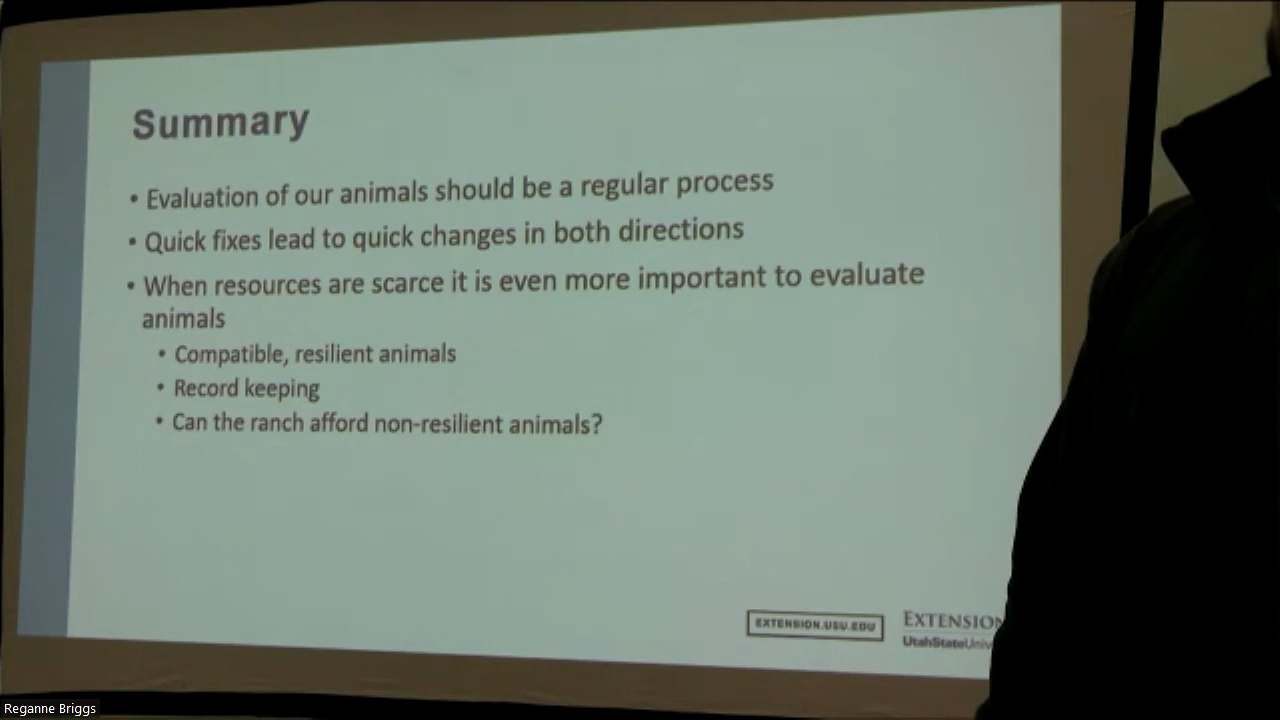 Summary
• Evaluation of our animals should be a regular process
• Quick fixes lead to quick changes in both directions
• When resources are scarce it is even more important to evaluate
animals
• Compatible, resilient animals
• Record keeping
• Can the ranch afford non-resilient animals?
EXTENSION.USU.EDU
EXTENSION
UtahStateUniv
Reganne Briggs